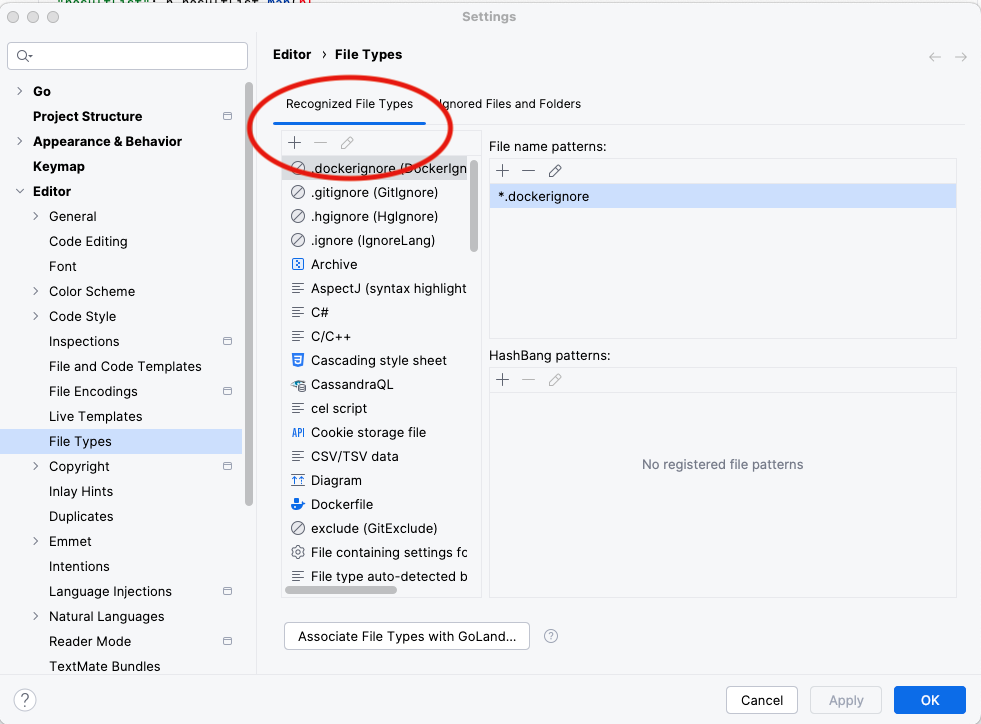 Settings
Editor › File Types
Recognized File Types
Ignored Files and Folders
Go
Project Structure
Appearance & Behavior
Keymap
Editor
General
Code Editing
Font
Color Scheme
Code Style
Inspections
File and Code Templates
File Encodings
Live Templates
File Types
Copyright
Inlay Hints
Duplicates
Emmet
Intentions
Language Injections
Natural Languages
Reader Mode
TextMate Bundles
.dockerignore (DockerIgn
.gitignore (GitIgnore)
.hgignore (HgIgnore)
.ignore (IgnoreLang)
Archive
AspectJ (syntax highlight
C#
C/C++
Cascading style sheet
CassandraQL
cel script
API Cookie storage file
CSV/TSV data
Diagram
Dockerfile
exclude (GitExclude)
File containing settings fo
File type auto-detected b
File name patterns:
*.dockerignore
HashBang patterns:
No registered file patterns
Associate File Types with GoLand...
?
?
Cancel
Apply
OK